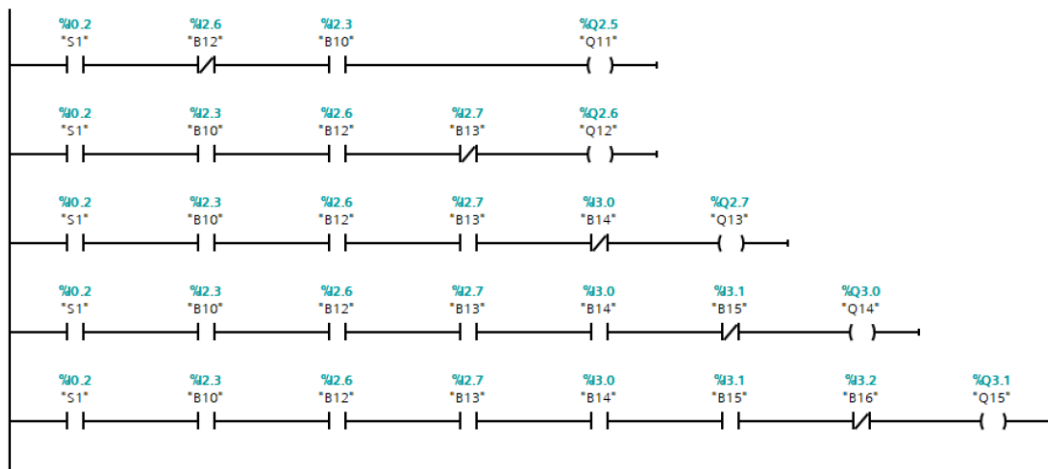 %I0.2 %I2.6 %I2.3 %Q2.5
"S1" "B12" "B10" "Q11"
%I0.2 %I2.3 %I2.6 %I2.7 %Q2.6
"S1" "B10" "B12" "B13" "Q12"
%I0.2 %I2.3 %I2.6 %I2.7 %I3.0 %Q2.7
"S1" "B10" "B12" "B13" "B14" "Q13"
%I0.2 %I2.3 %I2.6 %I2.7 %I3.0 %I3.1 %Q3.0
"S1" "B10" "B12" "B13" "B14" "B15" "Q14"
%I0.2 %I2.3 %I2.6 %I2.7 %I3.0 %I3.1 %I3.2 %Q3.1
"S1" "B10" "B12" "B13" "B14" "B15" "B16" "Q15"